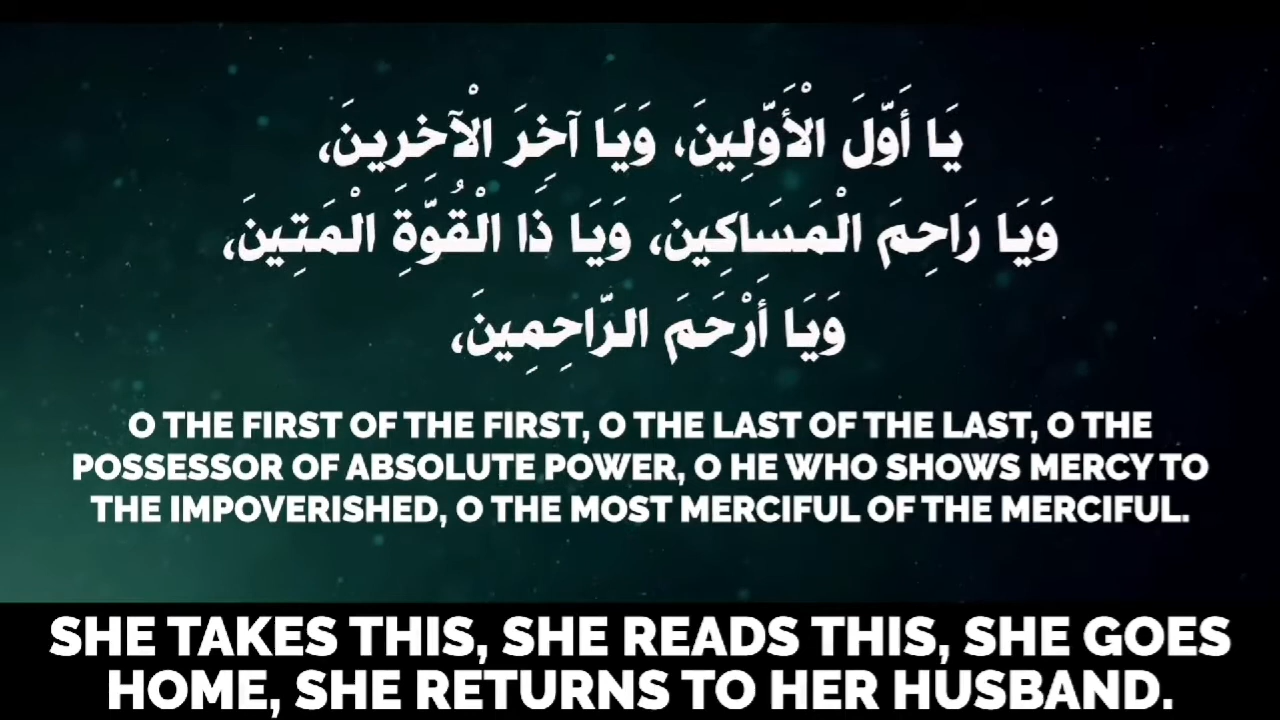 يَا أَوَّلَ الْأَوَّلِينَ، وَيَا آخِرَ الْآخِرِينَ،
وَيَا رَاحِمَ الْمَسَاكِينَ، وَيَا ذَا الْقُوَّةِ الْمَتِينَ،
وَيَا أَرْحَمَ الرَّاحِمِينَ،
O THE FIRST OF THE FIRST, O THE LAST OF THE LAST, O THE
POSSESSOR OF ABSOLUTE POWER, O HE WHO SHOWS MERCY TO
THE IMPOVERISHED, O THE MOST MERCIFUL OF THE MERCIFUL.
SHE TAKES THIS, SHE READS THIS, SHE GOES
HOME, SHE RETURNS TO HER HUSBAND.